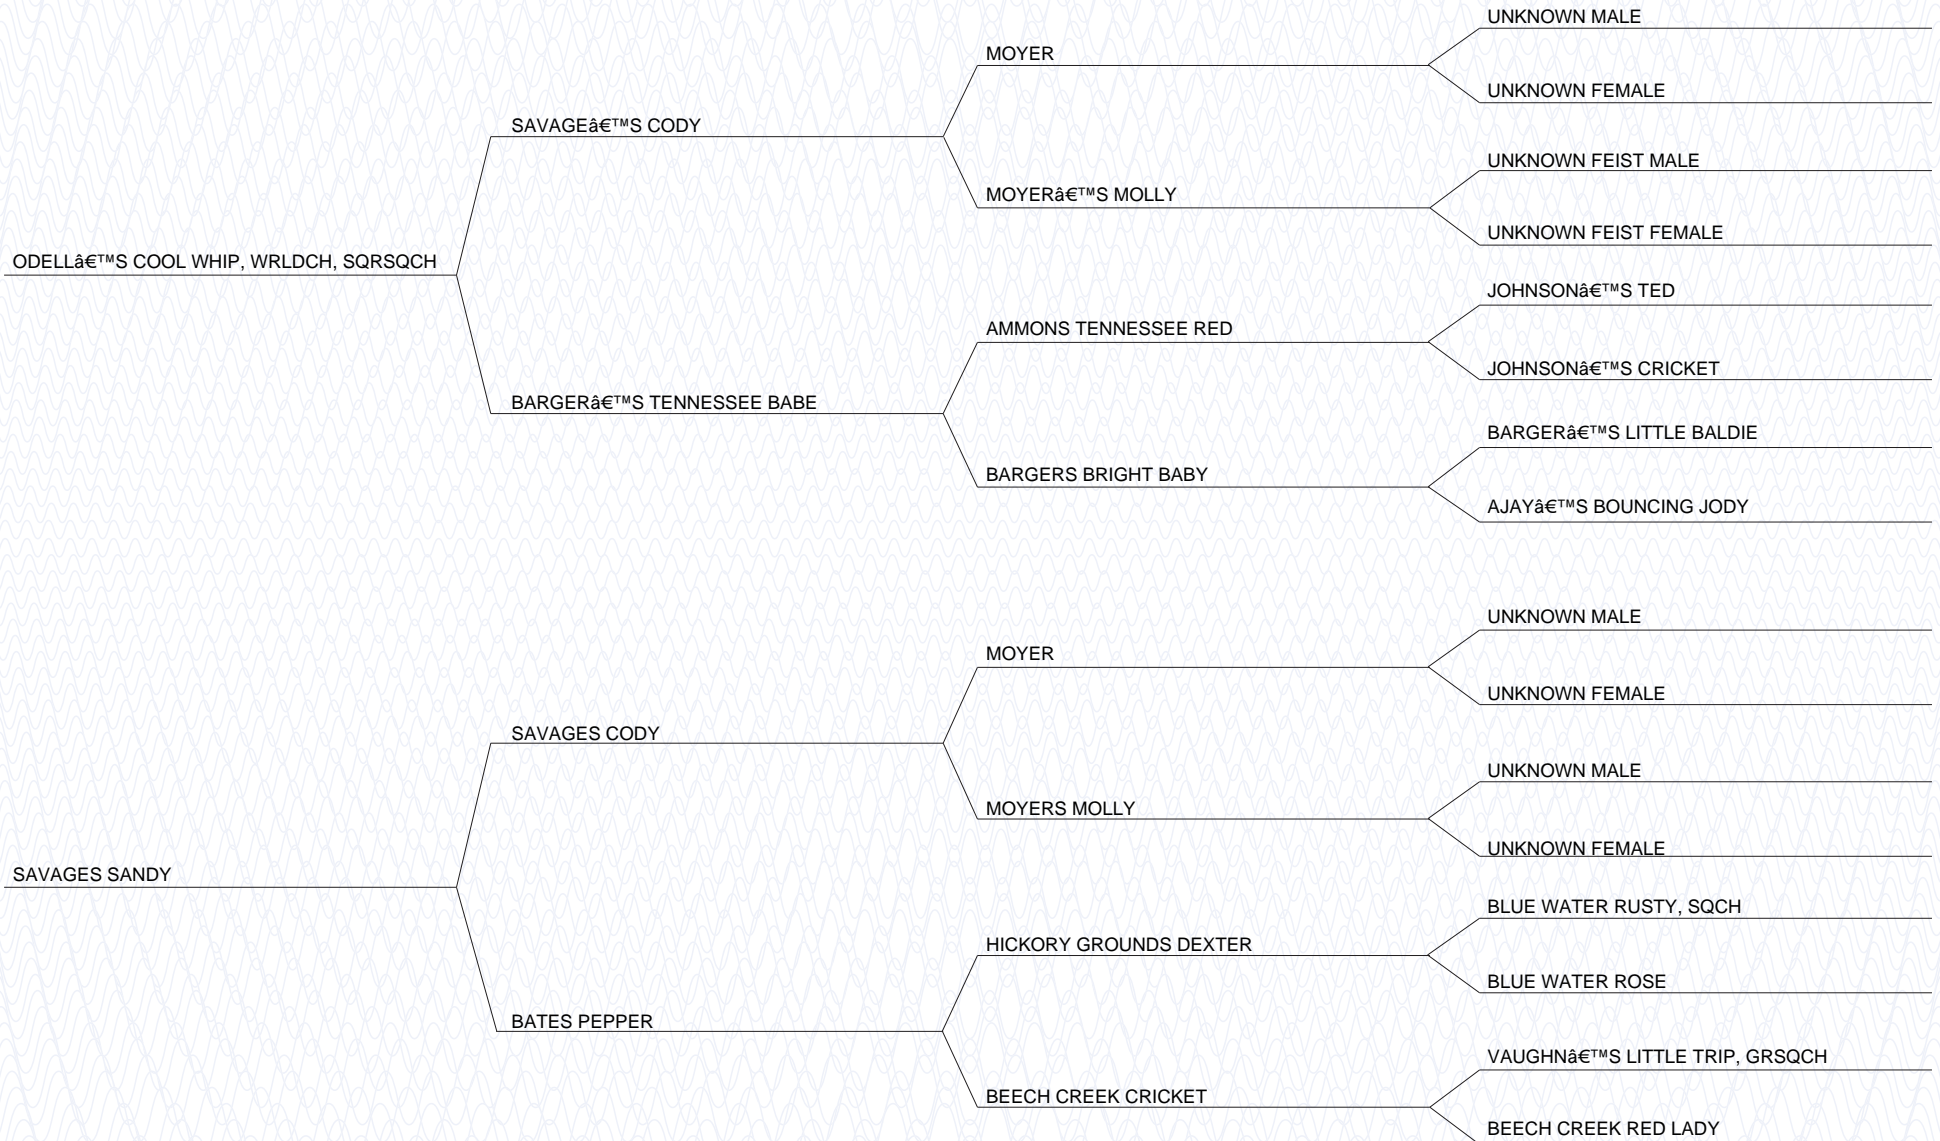 UNKNOWN MALE
MOYER
UNKNOWN FEMALE
SAVAGEâ€™S CODY
UNKNOWN FEIST MALE
MOYERâ€™S MOLLY
UNKNOWN FEIST FEMALE
ODELLâ€™S COOL WHIP, WRLDCH, SQRSQCH
JOHNSONâ€™S TED
AMMONS TENNESSEE RED
JOHNSONâ€™S CRICKET
BARGERâ€™S TENNESSEE BABE
BARGERâ€™S LITTLE BALDIE
BARGERS BRIGHT BABY
AJAYâ€™S BOUNCING JODY
UNKNOWN MALE
MOYER
UNKNOWN FEMALE
SAVAGES CODY
UNKNOWN MALE
MOYERS MOLLY
UNKNOWN FEMALE
SAVAGES SANDY
BLUE WATER RUSTY, SQCH
HICKORY GROUNDS DEXTER
BLUE WATER ROSE
BATES PEPPER
VAUGHNâ€™S LITTLE TRIP, GRSQCH
BEECH CREEK CRICKET
BEECH CREEK RED LADY